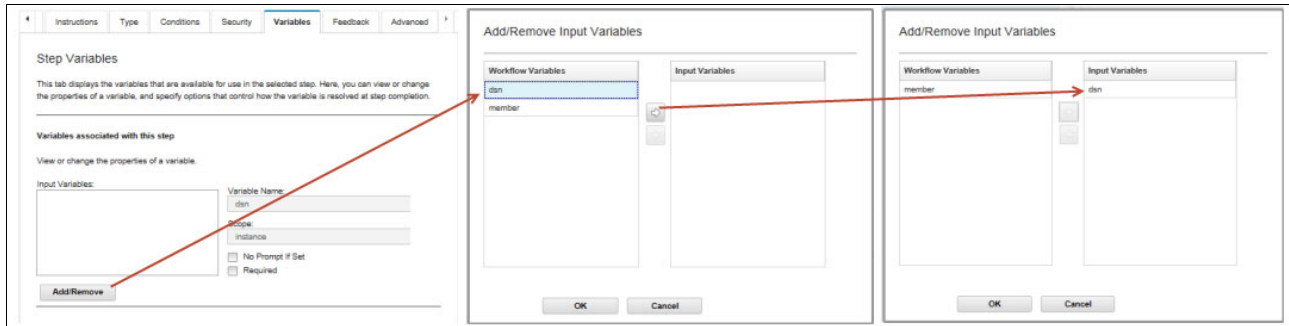 Instructions Type Conditions Security Variables Feedback Advanced
Step Variables
This tab displays the variables that are available for use in the selected step. Here, you can view or change
the properties of a variable, and specify options that control how the variable is resolved at step completion.
Variables associated with this step
View or change the properties of a variable.
Input Variables:
Variable Name:
dsn
Scope:
instance
No Prompt If Set
Required
Add/Remove
Add/Remove Input Variables
Workflow Variables Input Variables
dsn
member
OK Cancel
Add/Remove Input Variables
Workflow Variables Input Variables
member dsn
OK Cancel